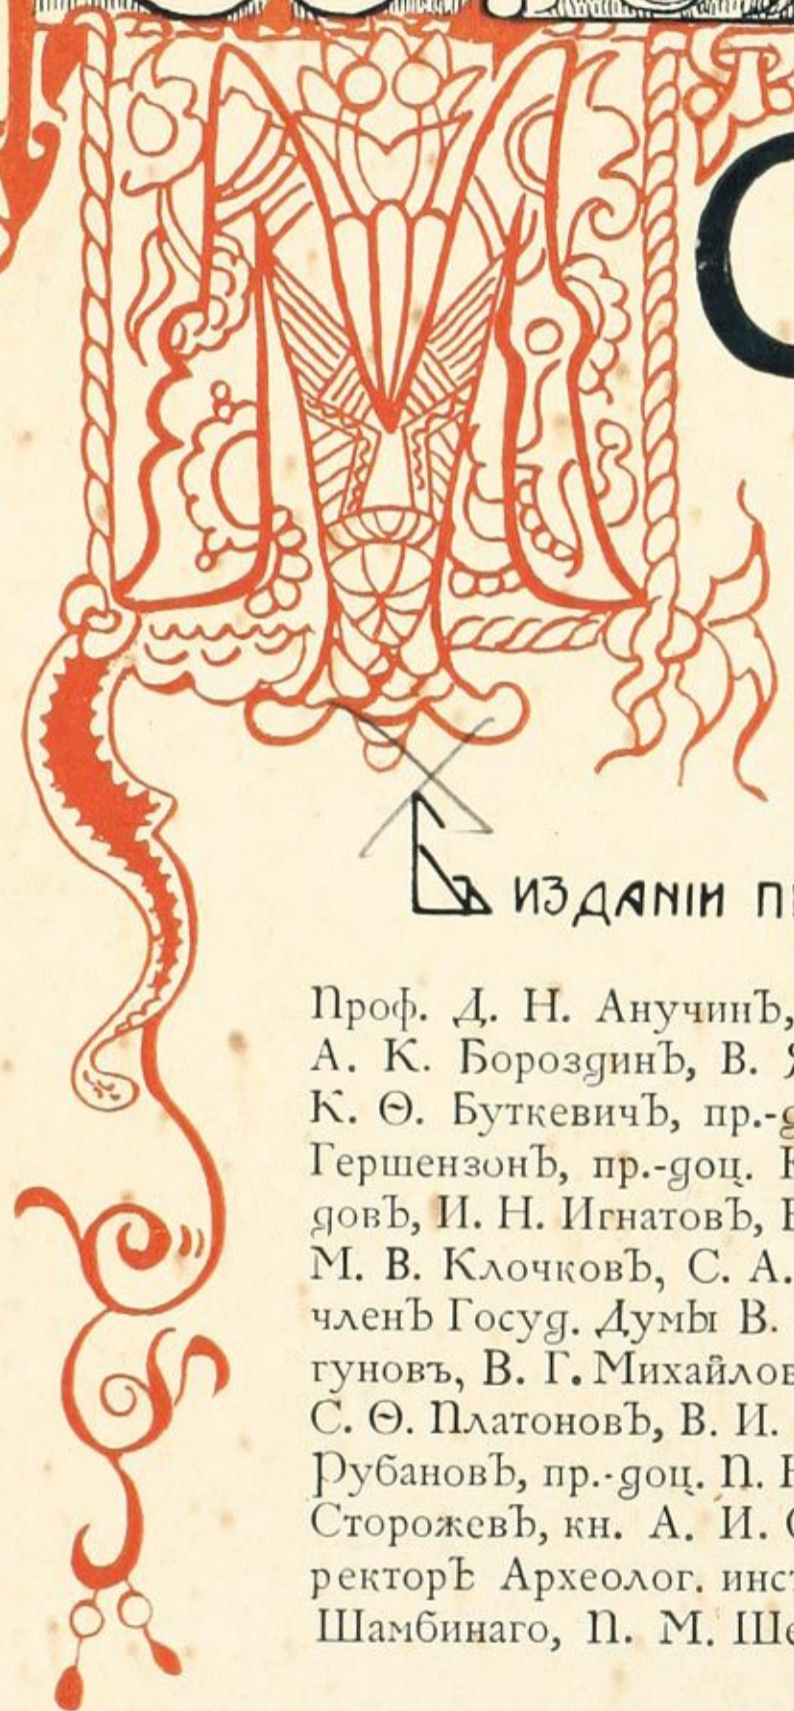 М
Въ изданіи
Проф. Д. Н. Анучинъ,
А. К. Бороздинъ, В.
К. Ѳ. Буткевичъ, пр.-
Гершензонъ, пр.-доц.
довъ, И. Н. Игнатовъ,
М. В. Клочковъ, С. А.
членъ Госуд. Думы В.
гуновъ, В. Г. Михайлов
С. Ѳ. Платоновъ, В. И.
Рубановъ, пр.-доц. П.
Сторожевъ, кн. А. И.
ректоръ Археолог. инст
Шамбинаго, П. М. Ше